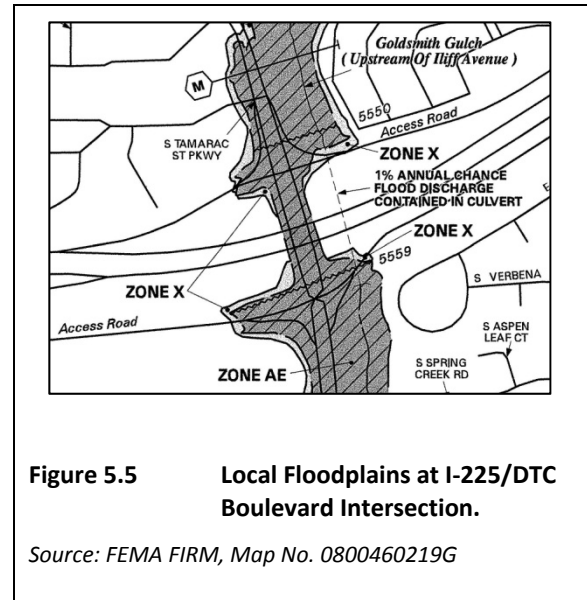 Goldsmith Gulch
( Upstream Of Iliff Avenue )
M
5550
Access Road
S TAMARAC
ST PKWY
ZONE X
1% ANNUAL CHANCE
FLOOD DISCHARGE
CONTAINED IN CULVERT
ZONE X
5559
E
S VERBENA
ZONE X
Access Road
S ASPEN
LEAF CT
S SPRING
CREEK RD
ZONE AE
Figure 5.5 Local Floodplains at I-225/DTC
Boulevard Intersection.
Source: FEMA FIRM, Map No. 0800460219G